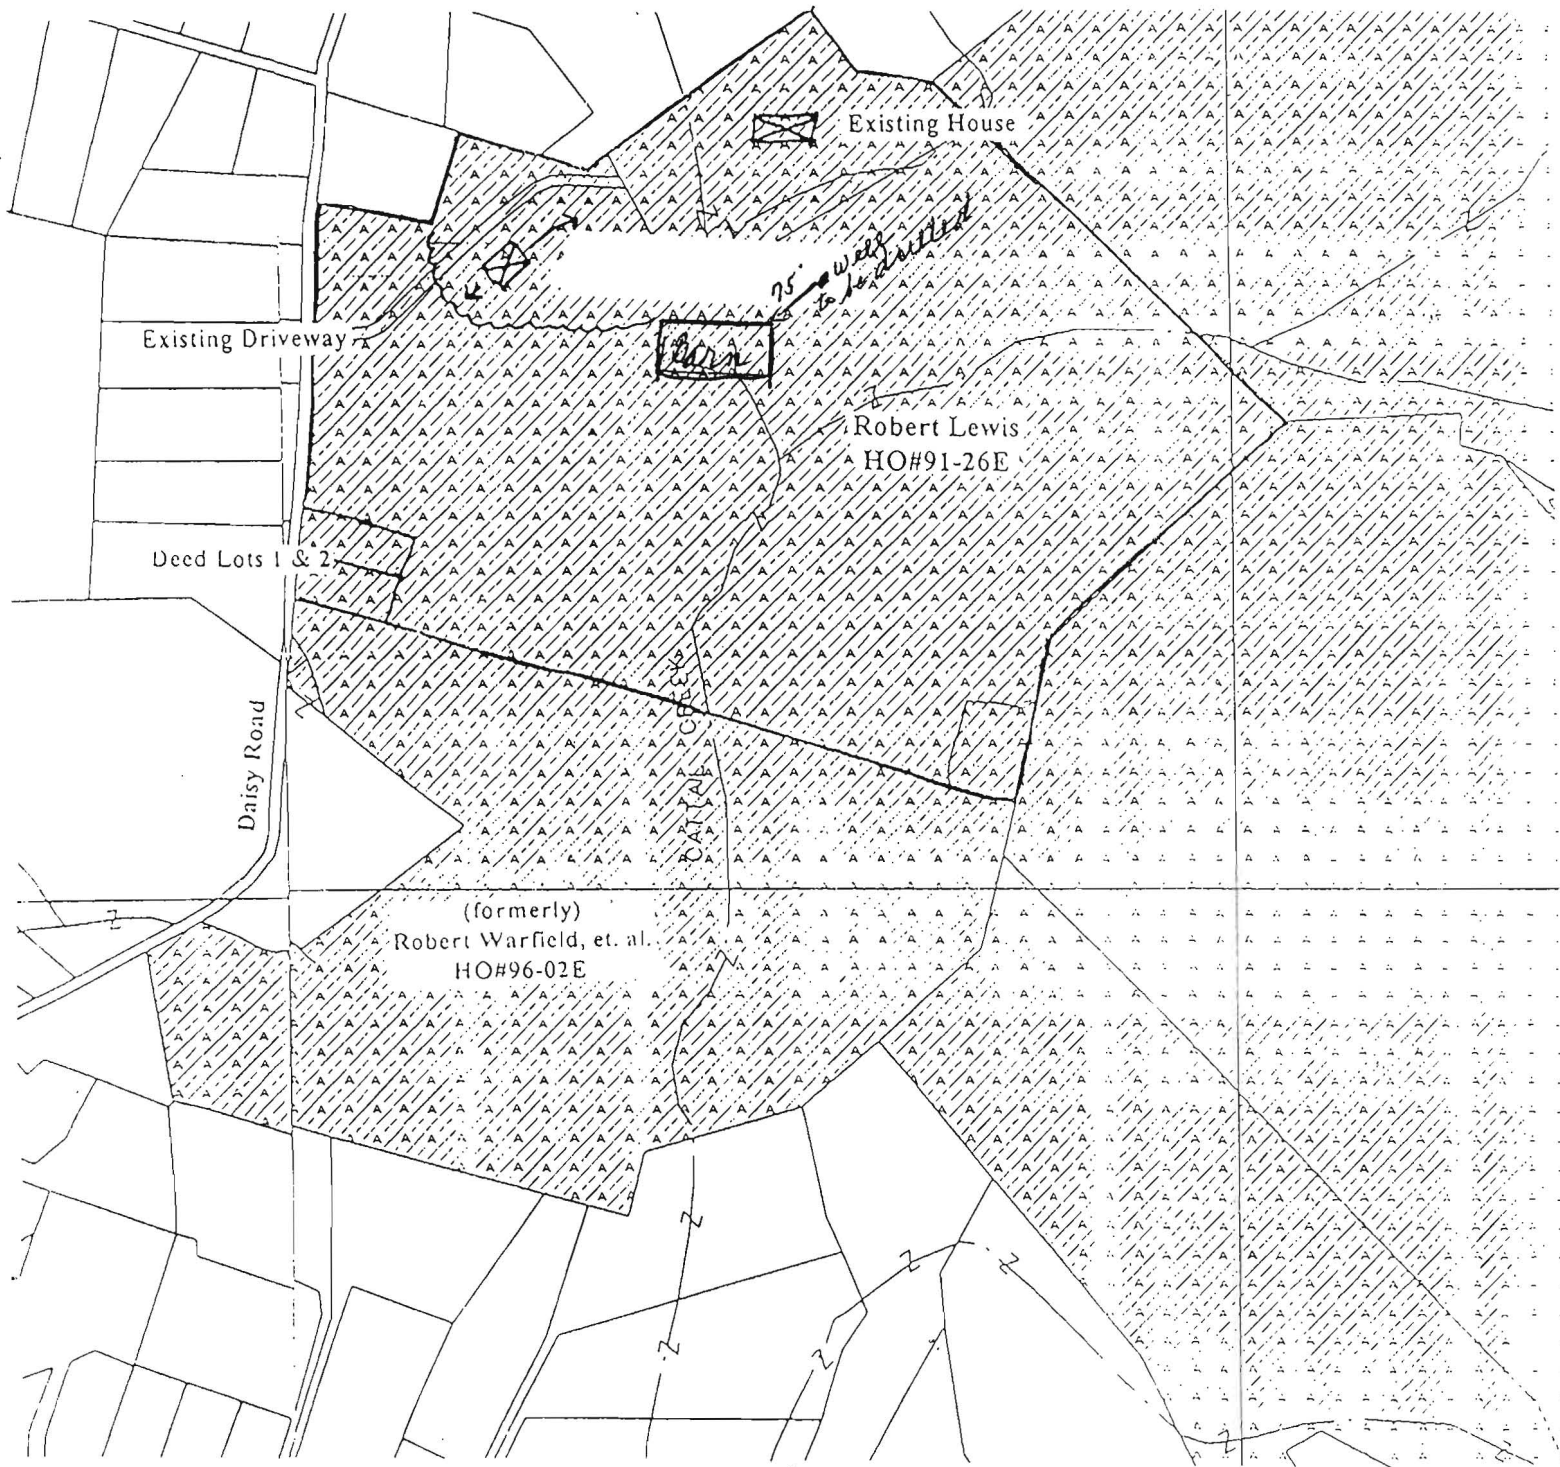 Existing House
75' well
to be drilled
Existing Driveway
Barn
Robert Lewis
HO#91-26E
Deed Lots 1 & 2
CATTAIL CREEK
Daisy Road
(formerly)
Robert Warfield, et. al.
HO#96-02E